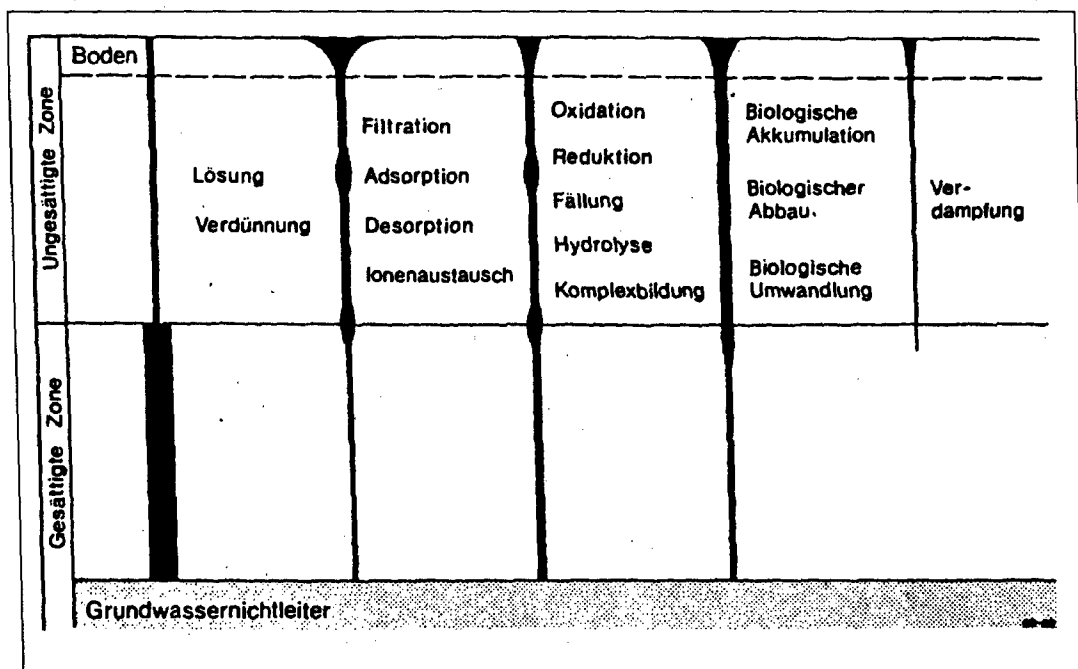 Ungesättigte Zone
Gesättigte Zone
Boden
Lösung
Verdünnung
Filtration
Adsorption
Desorption
Ionenaustausch
Oxidation
Reduktion
Fällung
Hydrolyse
Komplexbildung
Biologische
Akkumulation
Biologischer
Abbau.
Biologische
Umwandlung
Ver-
dampfung
Grundwassernichtleiter